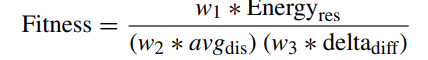 w1 * Energyres
Fitness = 
(w2 * avgdis) (w3 * deltadiff)